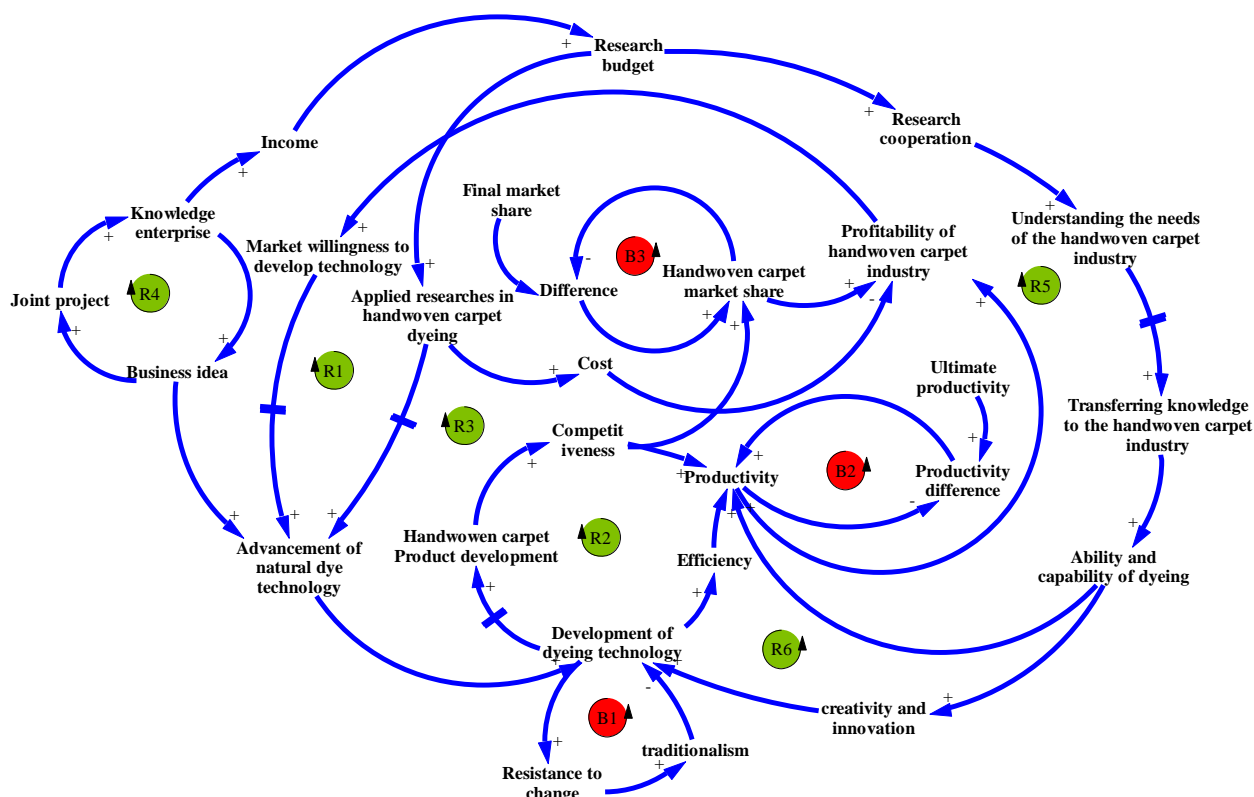 Research
budget
+
Research
cooperation
+
Income
+
Knowledge
enterprise
+
Final market
share
Understanding the needs
of the handwoven carpet
industry
+
Market willingness to
develop technology
+
Profitability of
handwoven carpet
industry
+
-
+
B3
-
Handwoven carpet
market share
+
+
Difference
R5
R4
Joint project
+
Applied researches in
handwoven carpet
dyeing
+
Business idea
+
R1
Cost
+
Ultimate
productivity
+
Transferring knowledge
to the handwoven carpet
industry
+
R3
Competit
iveness
+
Productivity
+
+
B2
Productivity
difference
-
+
+
Advancement of
natural dye
technology
+
+
+
Handwowen carpet
Product development
+
R2
Efficiency
+
Ability and
capability of dyeing
+
Development of
dyeing technology
+
+
-
R6
B1
creativity and
innovation
+
traditionalism
+
Resistance to
change
+